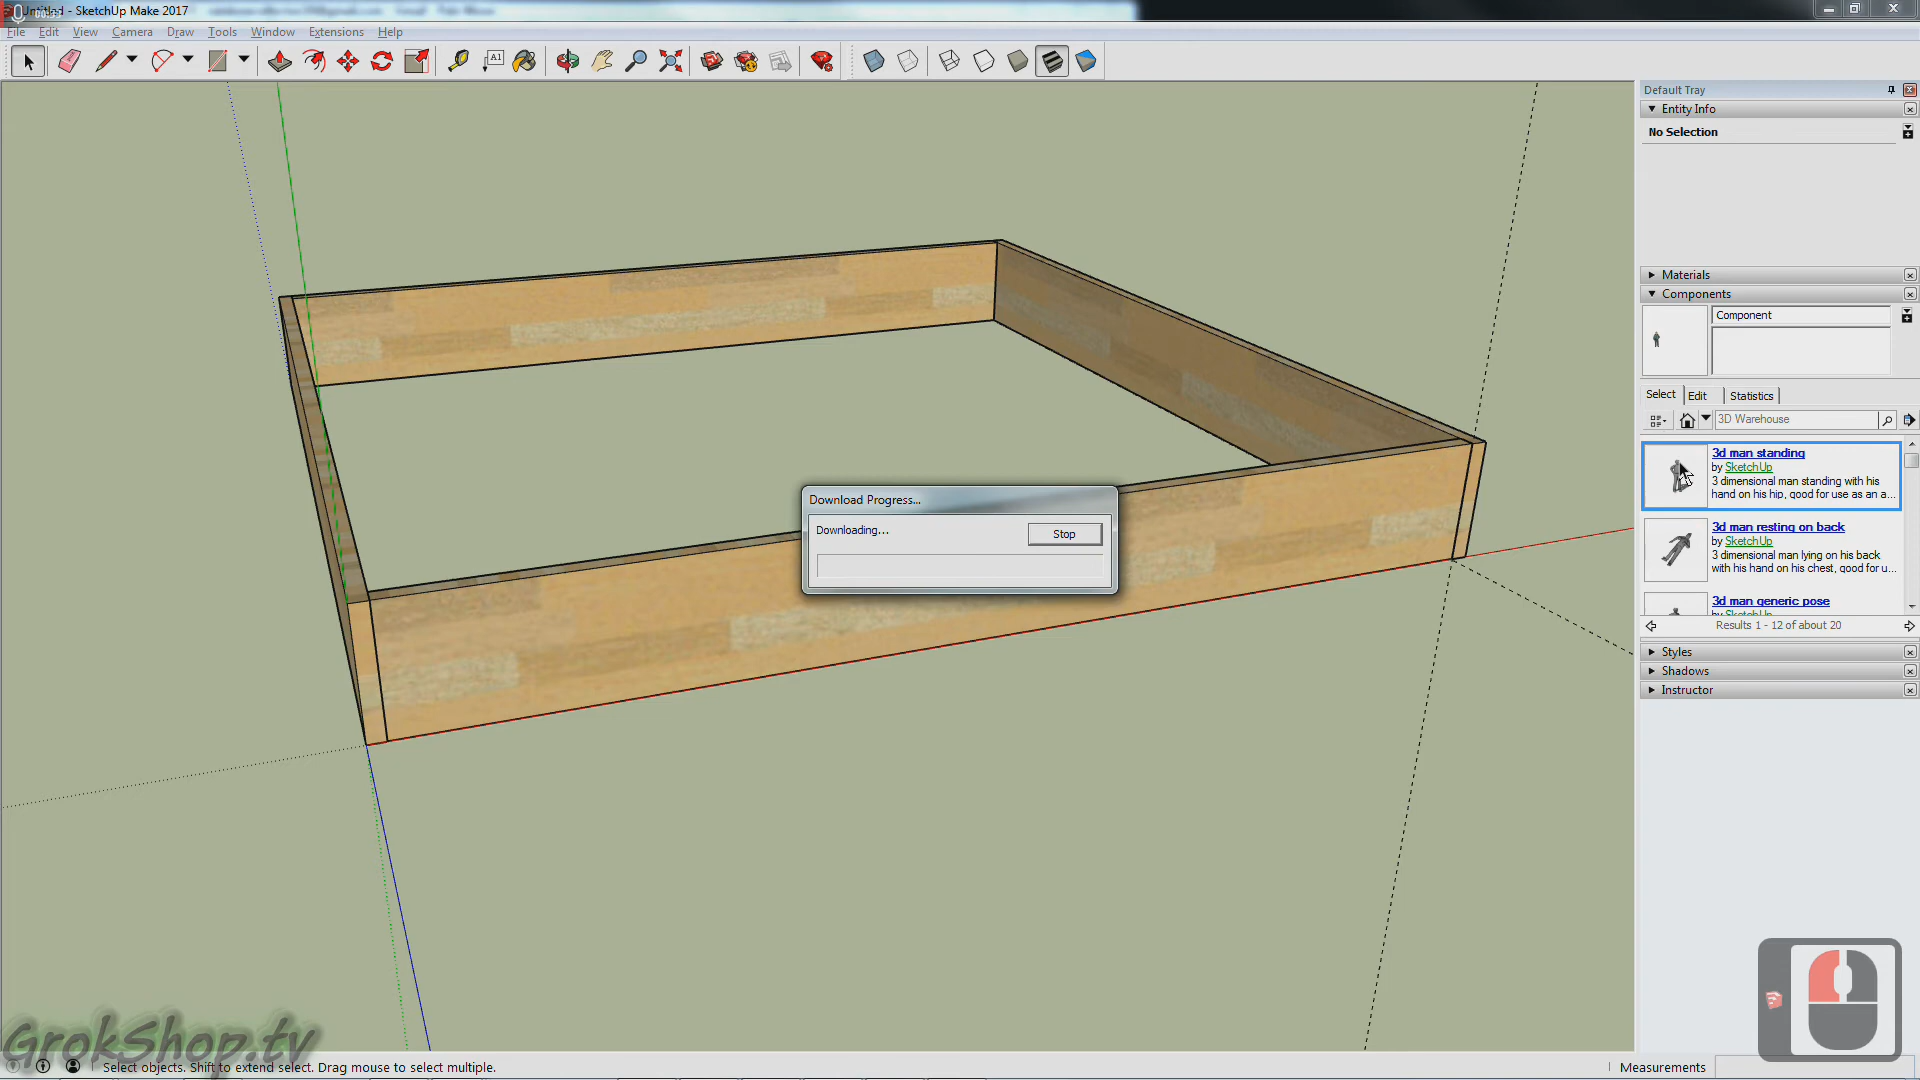 Untitled - SketchUp Make 2017
File Edit View Camera Draw Tools Window Extensions Help
A1
Default Tray
Entity Info
No Selection
Materials
Components
Component
Select Edit Statistics
3D Warehouse
3d man standing
by SketchUp
3 dimensional man standing with his
hand on his hip, good for use as an a...
3d man resting on back
by SketchUp
3 dimensional man lying on his back
with his hand on his chest, good for u...
3d man generic pose
by SketchUp
Results 1 - 12 of about 20
Styles
Shadows
Instructor
Download Progress...
Downloading...
Stop
GrokShop.tv
Select objects. Shift to extend select. Drag mouse to select multiple.
Measurements